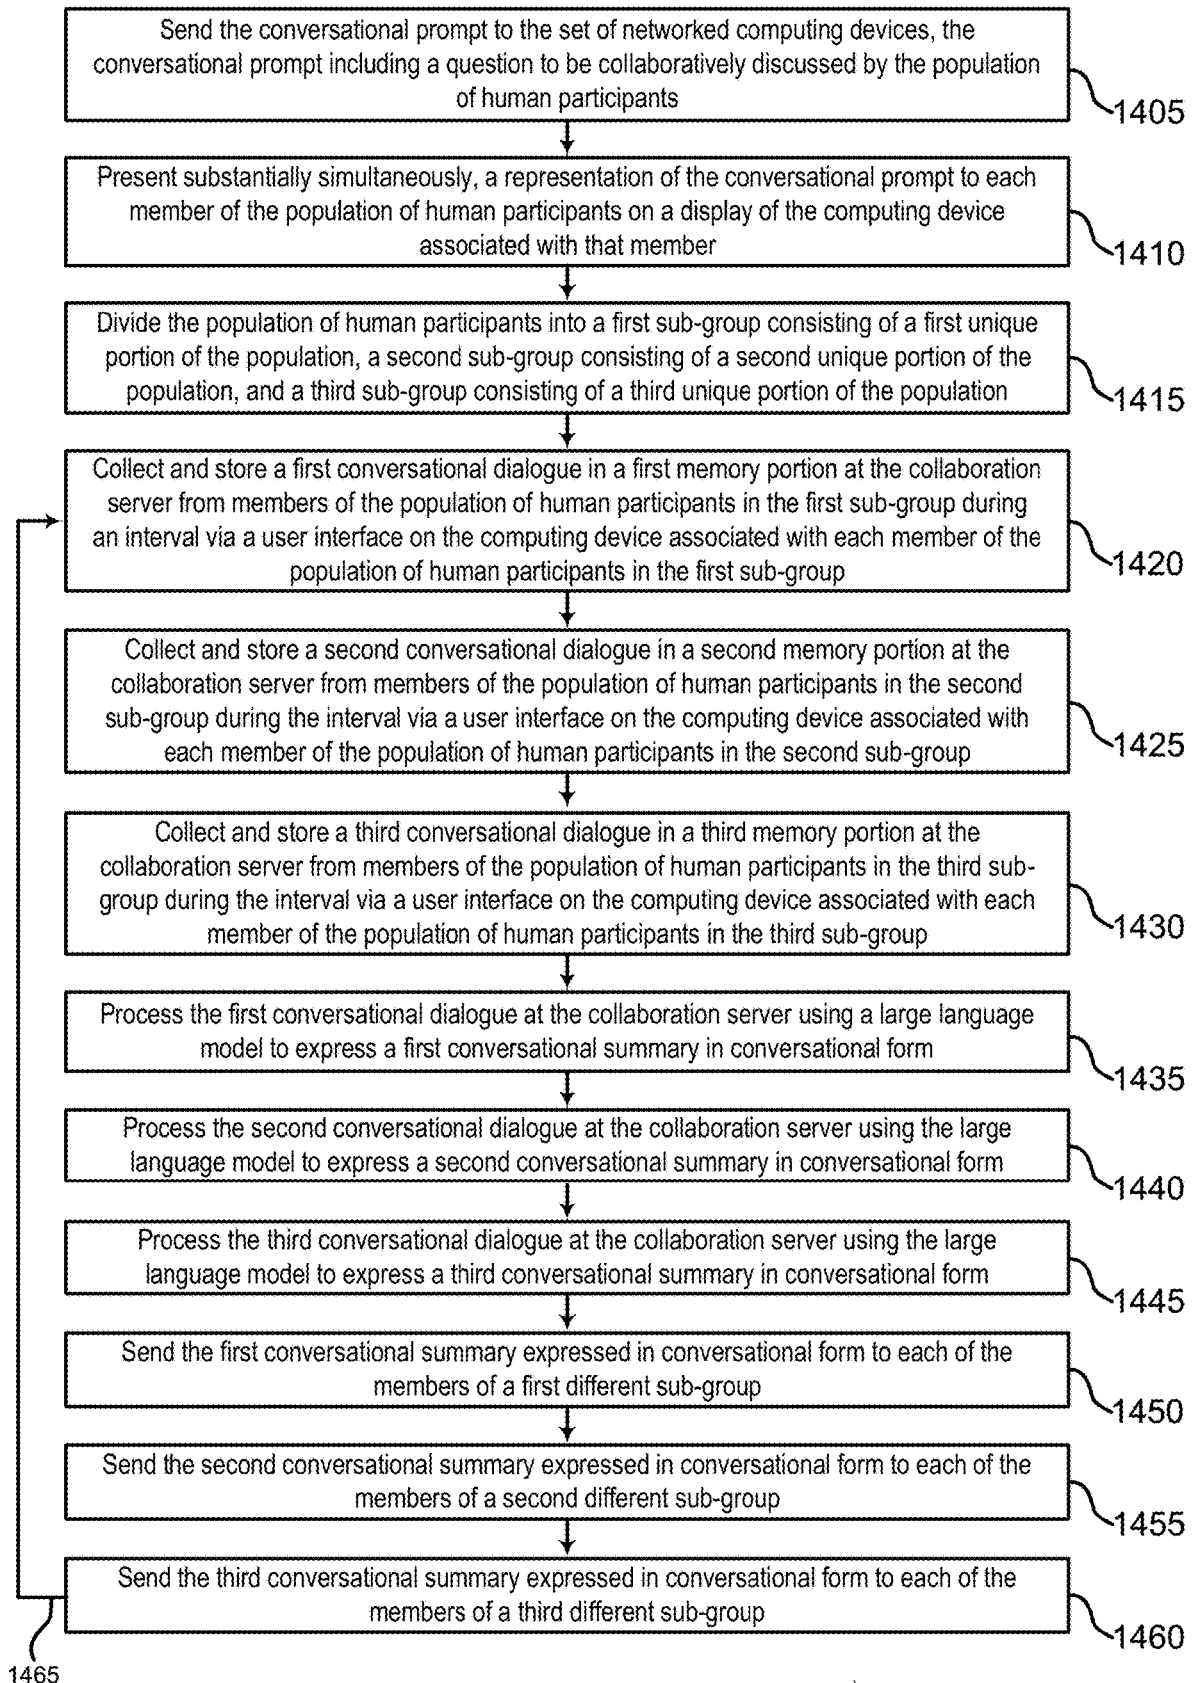 Send the conversational prompt to the set of networked computing devices, the
conversational prompt including a question to be collaboratively discussed by the population
of human participants
1405
Present substantially simultaneously, a representation of the conversational prompt to each
member of the population of human participants on a display of the computing device
associated with that member
1410
Divide the population of human participants into a first sub-group consisting of a first unique
portion of the population, a second sub-group consisting of a second unique portion of the
population, and a third sub-group consisting of a third unique portion of the population
1415
Collect and store a first conversational dialogue in a first memory portion at the collaboration
server from members of the population of human participants in the first sub-group during
an interval via a user interface on the computing device associated with each member of the
population of human participants in the first sub-group
1420
Collect and store a second conversational dialogue in a second memory portion at the
collaboration server from members of the population of human participants in the second
sub-group during the interval via a user interface on the computing device associated with
each member of the population of human participants in the second sub-group
1425
Collect and store a third conversational dialogue in a third memory portion at the
collaboration server from members of the population of human participants in the third sub-
group during the interval via a user interface on the computing device associated with each
member of the population of human participants in the third sub-group
1430
Process the first conversational dialogue at the collaboration server using a large language
model to express a first conversational summary in conversational form
1435
Process the second conversational dialogue at the collaboration server using the large
language model to express a second conversational summary in conversational form
1440
Process the third conversational dialogue at the collaboration server using the large
language model to express a third conversational summary in conversational form
1445
Send the first conversational summary expressed in conversational form to each of the
members of a first different sub-group
1450
Send the second conversational summary expressed in conversational form to each of the
members of a second different sub-group
1455
Send the third conversational summary expressed in conversational form to each of the
members of a third different sub-group
1460
1465